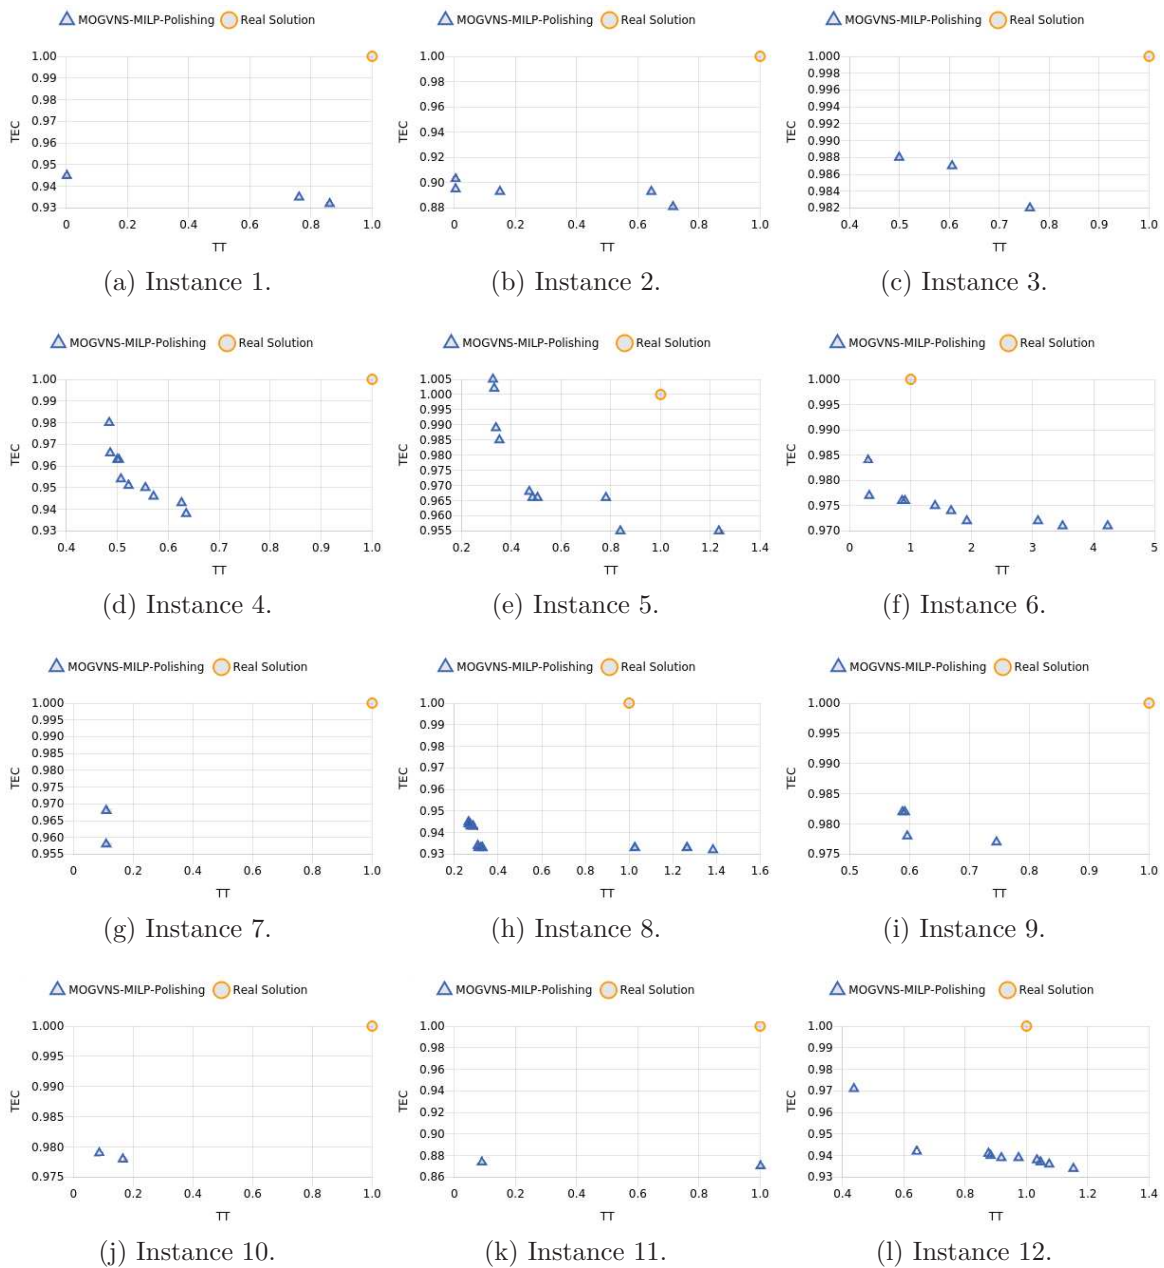 MOGVNS-MILP-Polishing Real Solution MOGVNS-MILP-Polishing Real Solution MOGVNS-MILP-Polishing Real Solution
1.00
0.99
0.98
0.97
0.96
0.95
0.94
0.93
TEC
0 0.2 0.4 0.6 0.8 1.0
TT
1.00
0.98
0.96
0.94
0.92
0.90
0.88
TEC
0 0.2 0.4 0.6 0.8 1.0
TT
1.000
0.998
0.996
0.994
0.992
0.990
0.988
0.986
0.984
0.982
TEC
0.4 0.5 0.6 0.7 0.8 0.9 1.0
TT
(a) Instance 1. (b) Instance 2. (c) Instance 3.
MOGVNS-MILP-Polishing Real Solution MOGVNS-MILP-Polishing Real Solution MOGVNS-MILP-Polishing Real Solution
1.00
0.99
0.98
0.97
0.96
0.95
0.94
0.93
TEC
0.4 0.5 0.6 0.7 0.8 0.9 1.0
TT
1.005
1.000
0.995
0.990
0.985
0.980
0.975
0.970
0.965
0.960
0.955
TEC
0.2 0.4 0.6 0.8 1.0 1.2 1.4
TT
1.000
0.995
0.990
0.985
0.980
0.975
0.970
TEC
0 1 2 3 4 5
TT
(d) Instance 4. (e) Instance 5. (f) Instance 6.
MOGVNS-MILP-Polishing Real Solution MOGVNS-MILP-Polishing Real Solution MOGVNS-MILP-Polishing Real Solution
1.000
0.995
0.990
0.985
0.980
0.975
0.970
0.965
0.960
0.955
TEC
0 0.2 0.4 0.6 0.8 1.0
TT
1.00
0.99
0.98
0.97
0.96
0.95
0.94
0.93
TEC
0.2 0.4 0.6 0.8 1.0 1.2 1.4 1.6
TT
1.000
0.995
0.990
0.985
0.980
0.975
TEC
0.5 0.6 0.7 0.8 0.9 1.0
TT
(g) Instance 7. (h) Instance 8. (i) Instance 9.
MOGVNS-MILP-Polishing Real Solution MOGVNS-MILP-Polishing Real Solution MOGVNS-MILP-Polishing Real Solution
1.000
0.995
0.990
0.985
0.980
0.975
TEC
0 0.2 0.4 0.6 0.8 1.0
TT
1.00
0.98
0.96
0.94
0.92
0.90
0.88
0.86
TEC
0 0.2 0.4 0.6 0.8 1.0
TT
1.00
0.99
0.98
0.97
0.96
0.95
0.94
0.93
TEC
0.4 0.6 0.8 1.0 1.2 1.4
TT
(j) Instance 10. (k) Instance 11. (l) Instance 12.